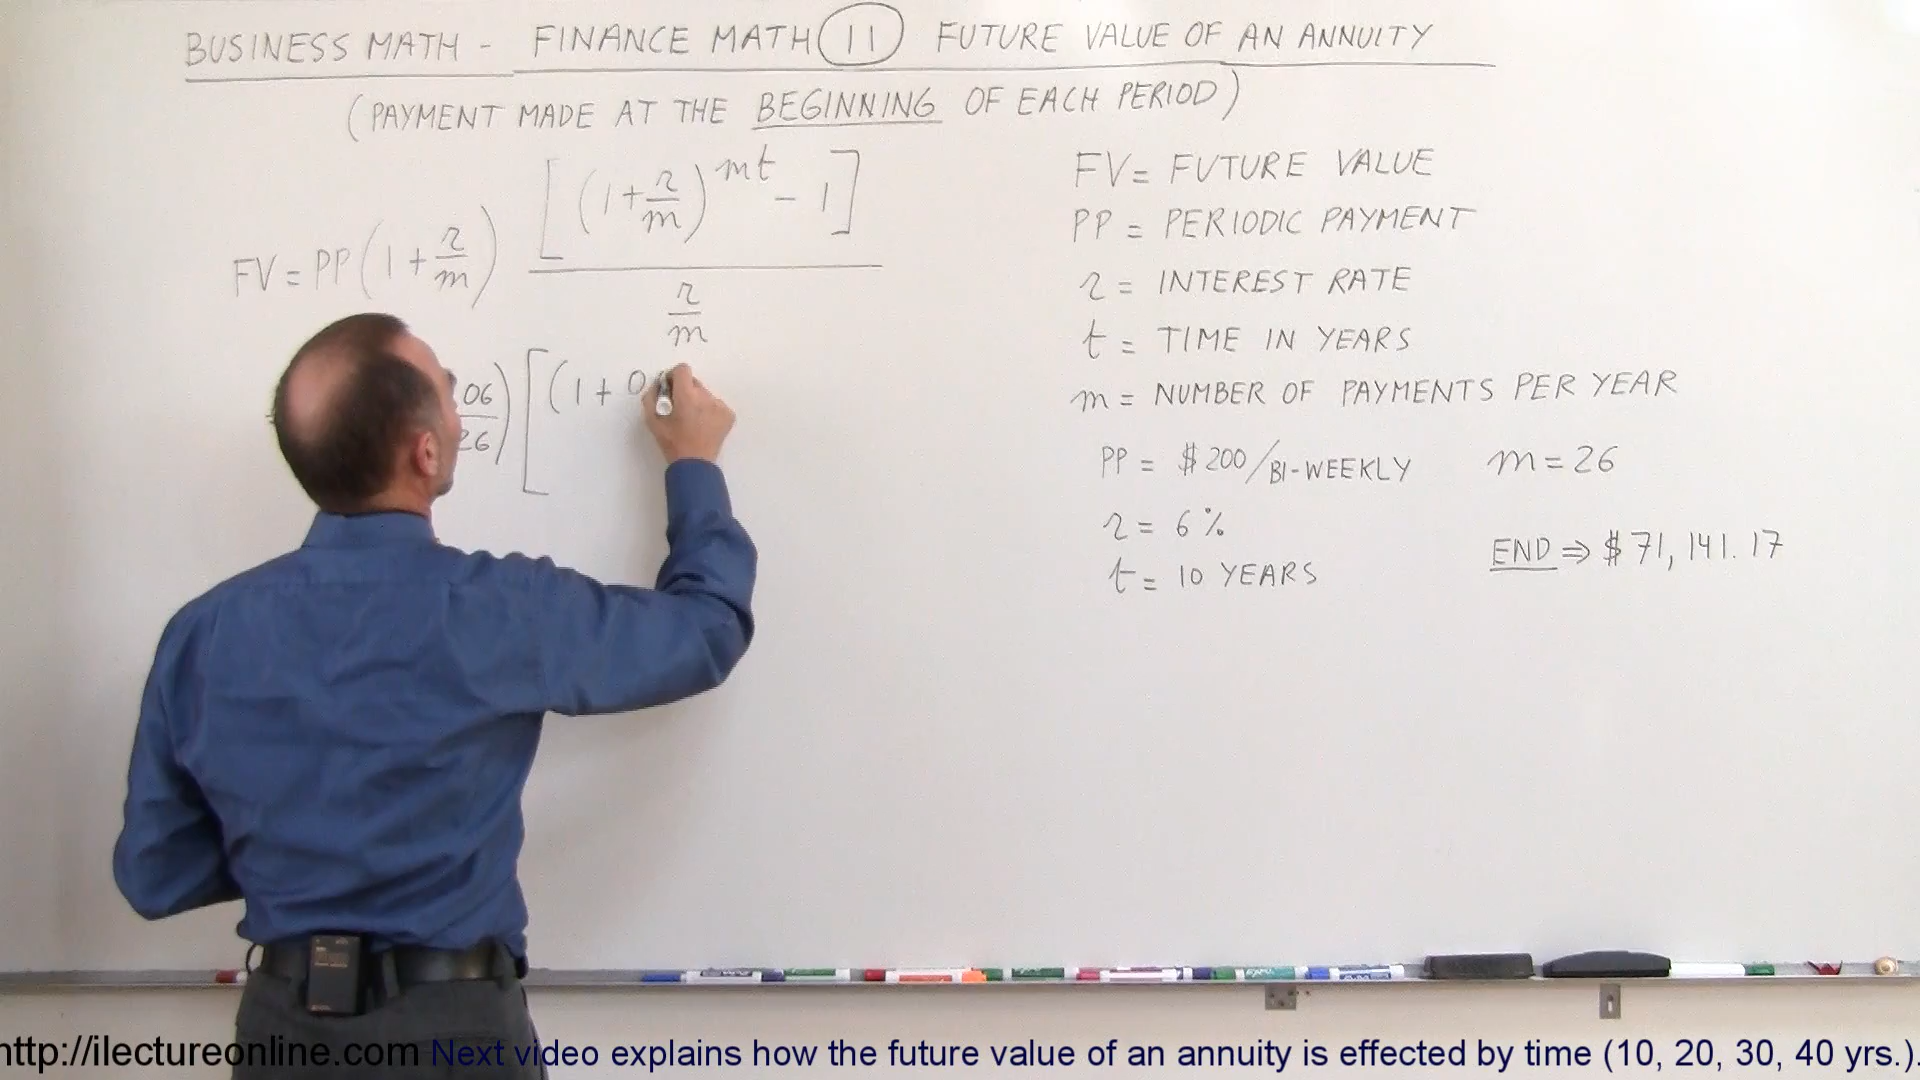 BUSINESS MATH - FINANCE MATH 11 FUTURE VALUE OF AN ANNUITY
(PAYMENT MADE AT THE BEGINNING OF EACH PERIOD)
FV = PP (1 + r/m) [(1 + r/m)^mt - 1] / r/m
06/26) [(1 + 0
FV = FUTURE VALUE
PP = PERIODIC PAYMENT
r = INTEREST RATE
t = TIME IN YEARS
m = NUMBER OF PAYMENTS PER YEAR
PP = $200/BI-WEEKLY m = 26
r = 6%
END ⇒ $71,141.17
t = 10 YEARS
http://ilectureonline.com Next video explains how the future value of an annuity is effected by time (10, 20, 30, 40 yrs.).